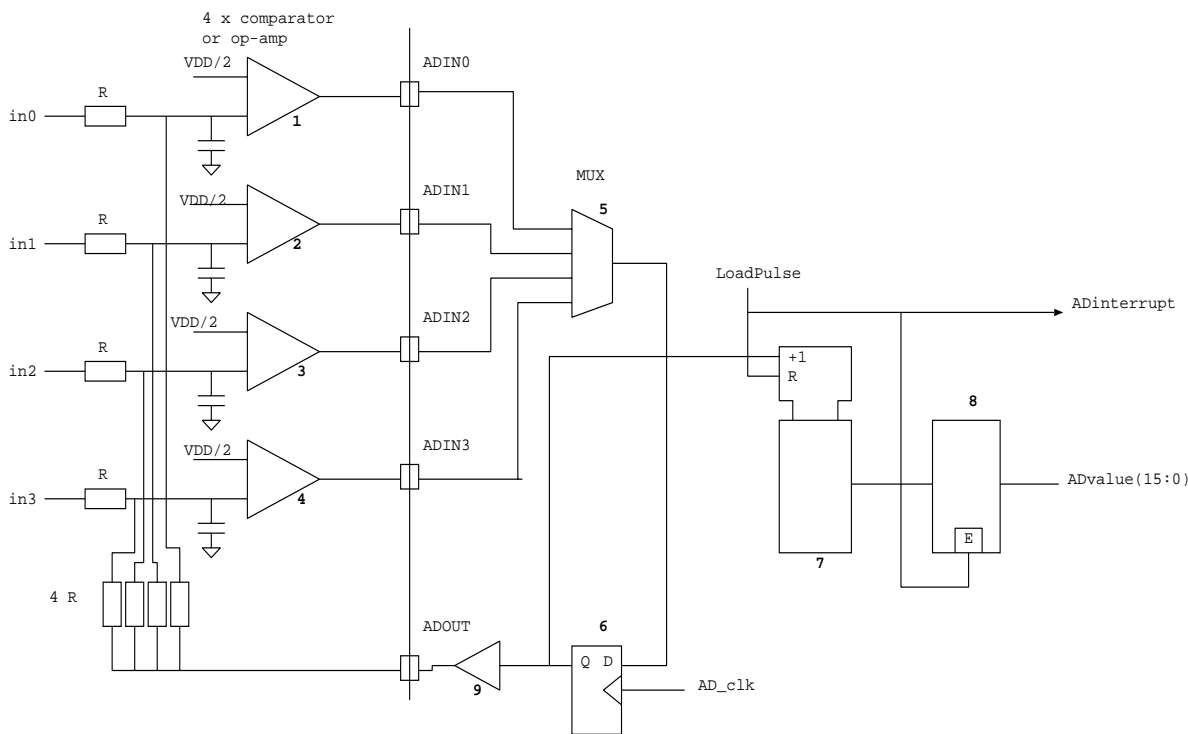 4 x comparator
or op-amp
VDD/2
ADIN0
R
in0
1
MUX
VDD/2
ADIN1
5
R
in1
2
LoadPulse
ADinterrupt
VDD/2
ADIN2
R
in2
3
+1
R
8
VDD/2
ADIN3
R
in3
4
ADvalue(15:0)
E
7
4 R
ADOUT
6
Q D
9
AD_clk